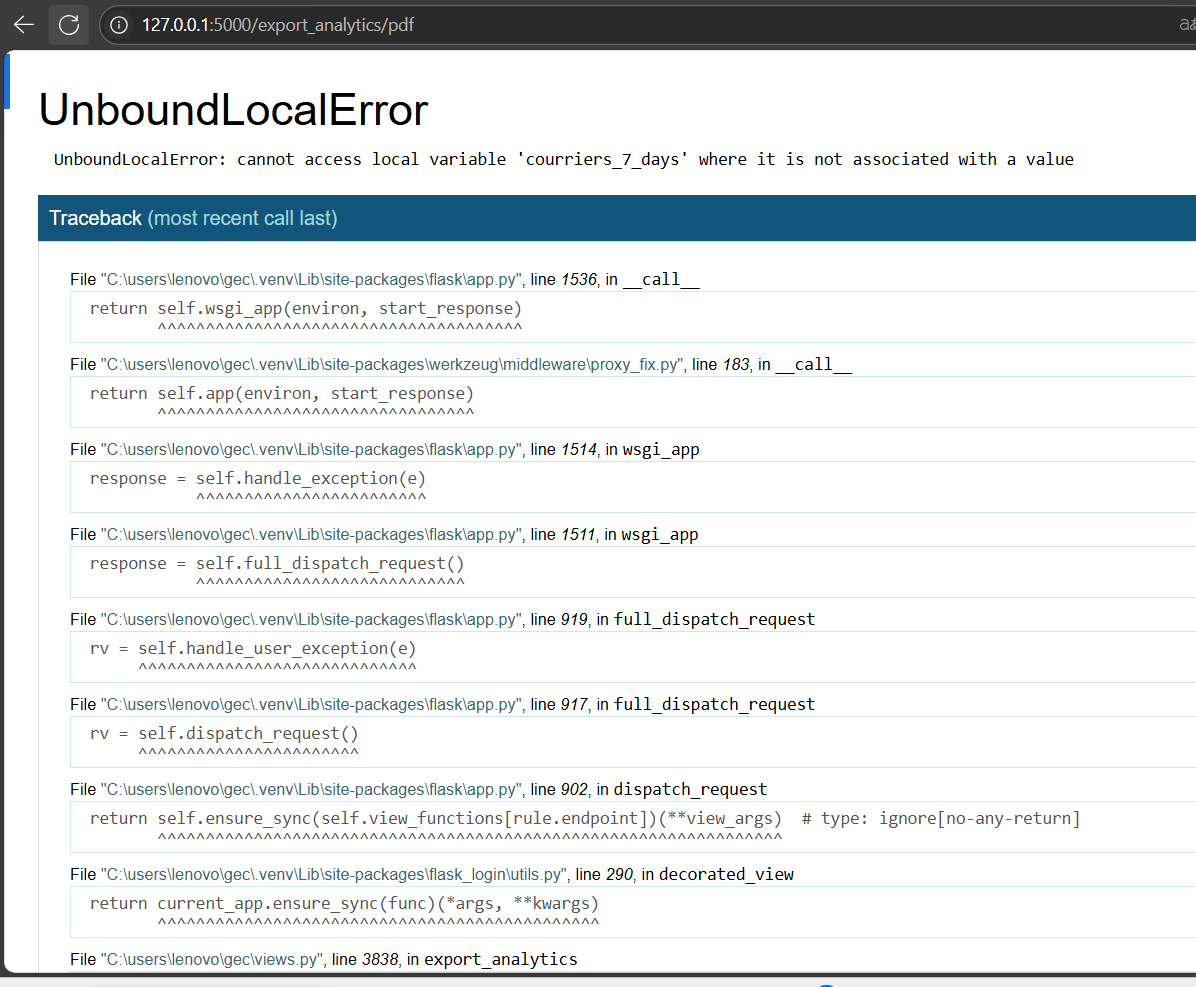 127.0.0.1:5000/export_analytics/pdf
UnboundLocalError
UnboundLocalError: cannot access local variable 'courriers_7_days' where it is not associated with a value
Traceback (most recent call last)
File "C:\users\lenovo\gec\.venv\Lib\site-packages\flask\app.py", line 1536, in __call__
return self.wsgi_app(environ, start_response)
^^^^^^^^^^^^^^^^^^^^^^^^^^^^^^^^^^^^^^
File "C:\users\lenovo\gec\.venv\Lib\site-packages\werkzeug\middleware\proxy_fix.py", line 183, in __call__
return self.app(environ, start_response)
^^^^^^^^^^^^^^^^^^^^^^^^^^^^^^^^^
File "C:\users\lenovo\gec\.venv\Lib\site-packages\flask\app.py", line 1514, in wsgi_app
response = self.handle_exception(e)
^^^^^^^^^^^^^^^^^^^^^^^^
File "C:\users\lenovo\gec\.venv\Lib\site-packages\flask\app.py", line 1511, in wsgi_app
response = self.full_dispatch_request()
^^^^^^^^^^^^^^^^^^^^^^^^^^^^
File "C:\users\lenovo\gec\.venv\Lib\site-packages\flask\app.py", line 919, in full_dispatch_request
rv = self.handle_user_exception(e)
^^^^^^^^^^^^^^^^^^^^^^^^^^^^^
File "C:\users\lenovo\gec\.venv\Lib\site-packages\flask\app.py", line 917, in full_dispatch_request
rv = self.dispatch_request()
^^^^^^^^^^^^^^^^^^^^^^^
File "C:\users\lenovo\gec\.venv\Lib\site-packages\flask\app.py", line 902, in dispatch_request
return self.ensure_sync(self.view_functions[rule.endpoint])(**view_args)  # type: ignore[no-any-return]
^^^^^^^^^^^^^^^^^^^^^^^^^^^^^^^^^^^^^^^^^^^^^^^^^^^^^^^^^^^^^^^^^
File "C:\users\lenovo\gec\.venv\Lib\site-packages\flask_login\utils.py", line 290, in decorated_view
return current_app.ensure_sync(func)(*args, **kwargs)
^^^^^^^^^^^^^^^^^^^^^^^^^^^^^^^^^^^^^^^^^^^^^^
File "C:\users\lenovo\gec\views.py", line 3838, in export_analytics